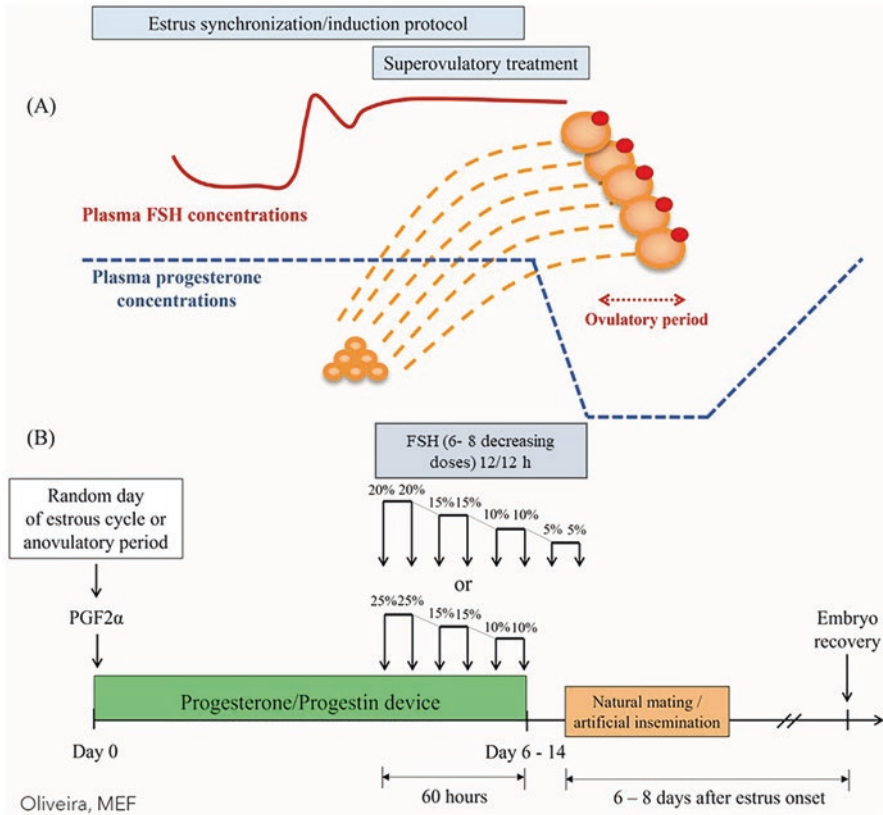 Estrus synchronization/induction protocol
Superovulatory treatment
(A)
Plasma FSH concentrations
Plasma progesterone
concentrations
Ovulatory period
(B)
FSH (6- 8 decreasing
doses) 12/12 h
Random day
of estrous cycle or
anovulatory period
20% 20%
15%15%
10% 10%
5% 5%
or
PGF2α
25%25%
15%15%
10%10%
Embryo
recovery
Progesterone/Progestin device
Natural mating /
artificial insemination
Day 0
Day 6 - 14
60 hours
6 – 8 days after estrus onset
Oliveira, MEF